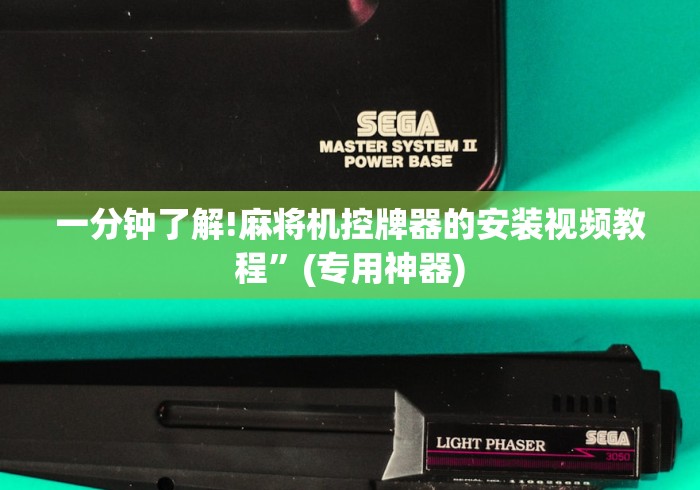 SEGA
MASTER SYSTEM II
POWER BASE
一分钟了解!麻将机控牌器的安装视频教
程”(专用神器)
LIGHT PHASER
SEGA
3050